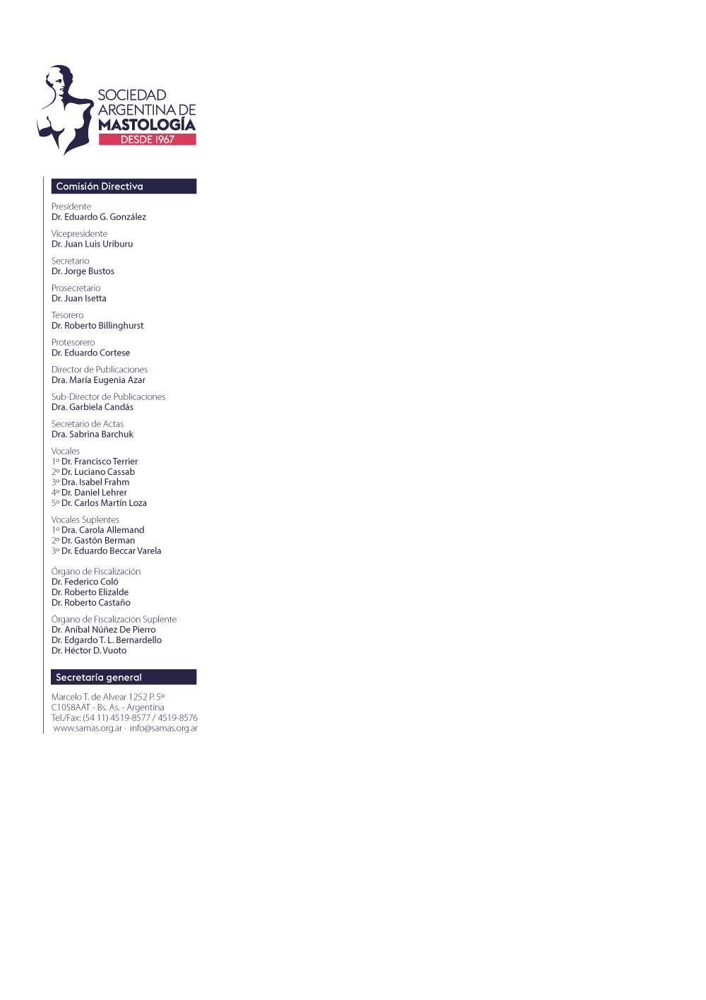 SOCIEDAD
ARGENTINA DE
MASTOLOGÍA
DESDE 1967
Comisión Directiva
Presidente
Dr. Eduardo G. González
Vicepresidente
Dr. Juan Luis Uriburu
Secretario
Dr. Jorge Bustos
Prosecretario
Dr. Juan Isetta
Tesorero
Dr. Roberto Billinghurst
Protesorero
Dr. Eduardo Cortese
Director de Publicaciones
Dra. María Eugenia Azar
Sub-Director de Publicaciones
Dra. Garbiela Candás
Secretario de Actas
Dra. Sabrina Barchuk
Vocales
1º Dr. Francisco Terrier
2º Dr. Luciano Cassab
3º Dra. Isabel Frahm
4º Dr. Daniel Lehrer
5º Dr. Carlos Martín Loza
Vocales Suplentes
1º Dra. Carola Allemand
2º Dr. Gastón Berman
3º Dr. Eduardo Beccar Varela
Órgano de Fiscalización
Dr. Federico Coló
Dr. Roberto Elizalde
Dr. Roberto Castaño
Órgano de Fiscalización Suplente
Dr. Aníbal Núñez De Pierro
Dr. Edgardo T. L. Bernardello
Dr. Héctor D. Vuoto
Secretaría general
Marcelo T. de Alvear 1252 P. 5º
C1058AAT - Bs. As. - Argentina
Tel./Fax: (54 11) 4519-8577 / 4519-8576
www.samas.org.ar · info@samas.org.ar